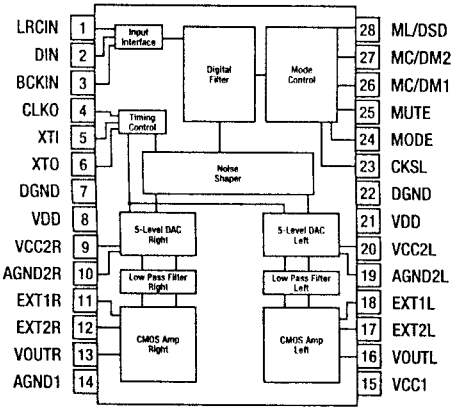 LRCIN 1
DIN 2
BCKIN 3
CLKO 4
XTI 5
XTO 6
DGND 7
VDD 8
VCC2R 9
AGND2R 10
EXT1R 11
EXT2R 12
VOUTR 13
AGND1 14
Input
Interface
Digital
Filter
Mode
Control
Timing
Control
Noise
Shaper
5-Level DAC
Right
5-Level DAC
Left
Low Pass Filter
Right
Low Pass Filter
Left
CMOS Amp
Right
CMOS Amp
Left
28 ML/DSD
27 MC/DM2
26 MC/DM1
25 MUTE
24 MODE
23 CKSL
22 DGND
21 VDD
20 VCC2L
19 AGND2L
18 EXT1L
17 EXT2L
16 VOUTL
15 VCC1